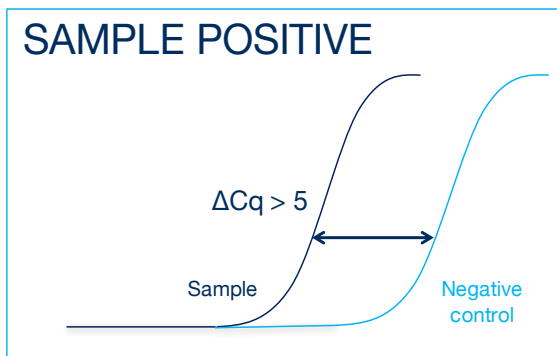 SAMPLE POSITIVE
ΔCq > 5
Sample
Negative
control